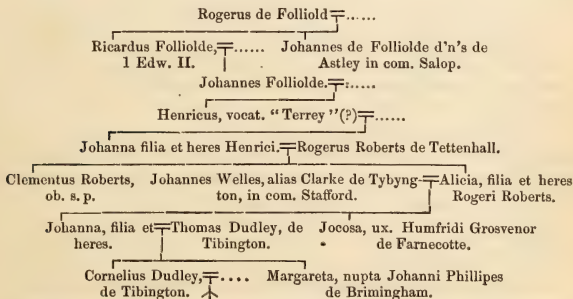 Rogerus de Folliold ......
Ricardus Folliolde, ...... Johannes de Folliolde d'n's de
1 Edw. II. Astley in com. Salop.
Johannes Folliolde. :.....
Henricus, vocat. "Terrey"(?) ......
Johanna filia et heres Henrici. Rogerus Roberts de Tettenhall.
Clementus Roberts, Johannes Welles, alias Clarke de Tybyng- Alicia, filia et heres
ob. s. p. ton, in com. Stafford. Rogeri Roberts.
Johanna, filia et Thomas Dudley, de Jocosa, ux. Humfridi Grosvenor
heres. Tibington. de Farnecotte.
Cornelius Dudley, .... Margareta, nupta Johanni Phillipes
de Tibington. de Brimingham.